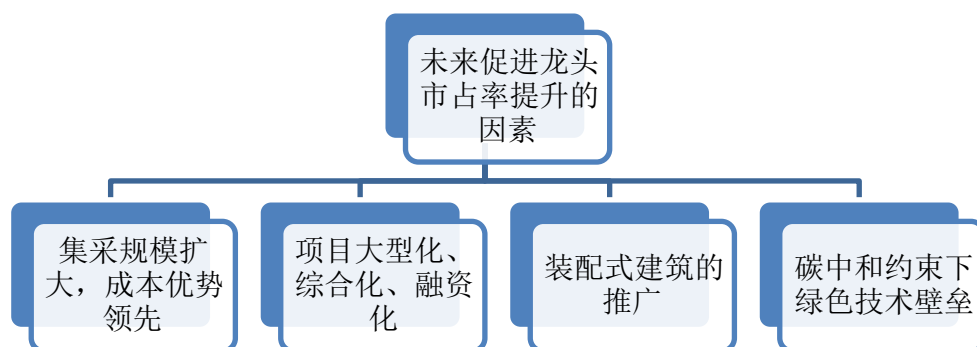 未来促进龙头
市占率提升的
因素
集采规模扩
大，成本优势
领先
项目大型化、
综合化、融资
化
装配式建筑的
推广
碳中和约束下
绿色技术壁垒